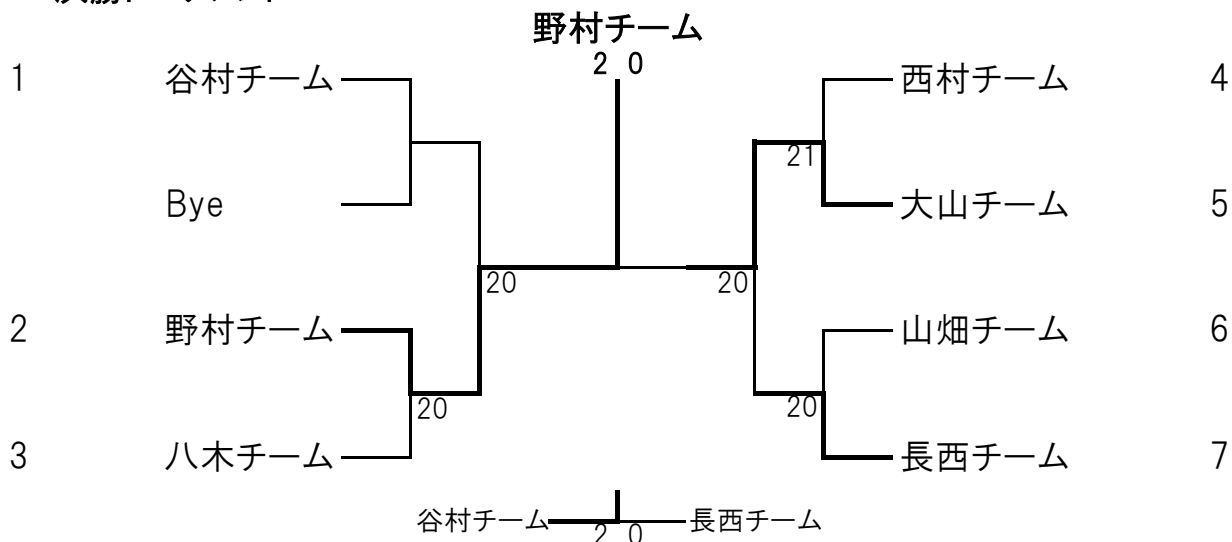 野村チーム
2 0
1 谷村チーム 西村チーム 4
21
Bye 大山チーム 5
20 20
2 野村チーム 山畑チーム 6
20 20
3 八木チーム 長西チーム 7
谷村チーム 2 0 長西チーム